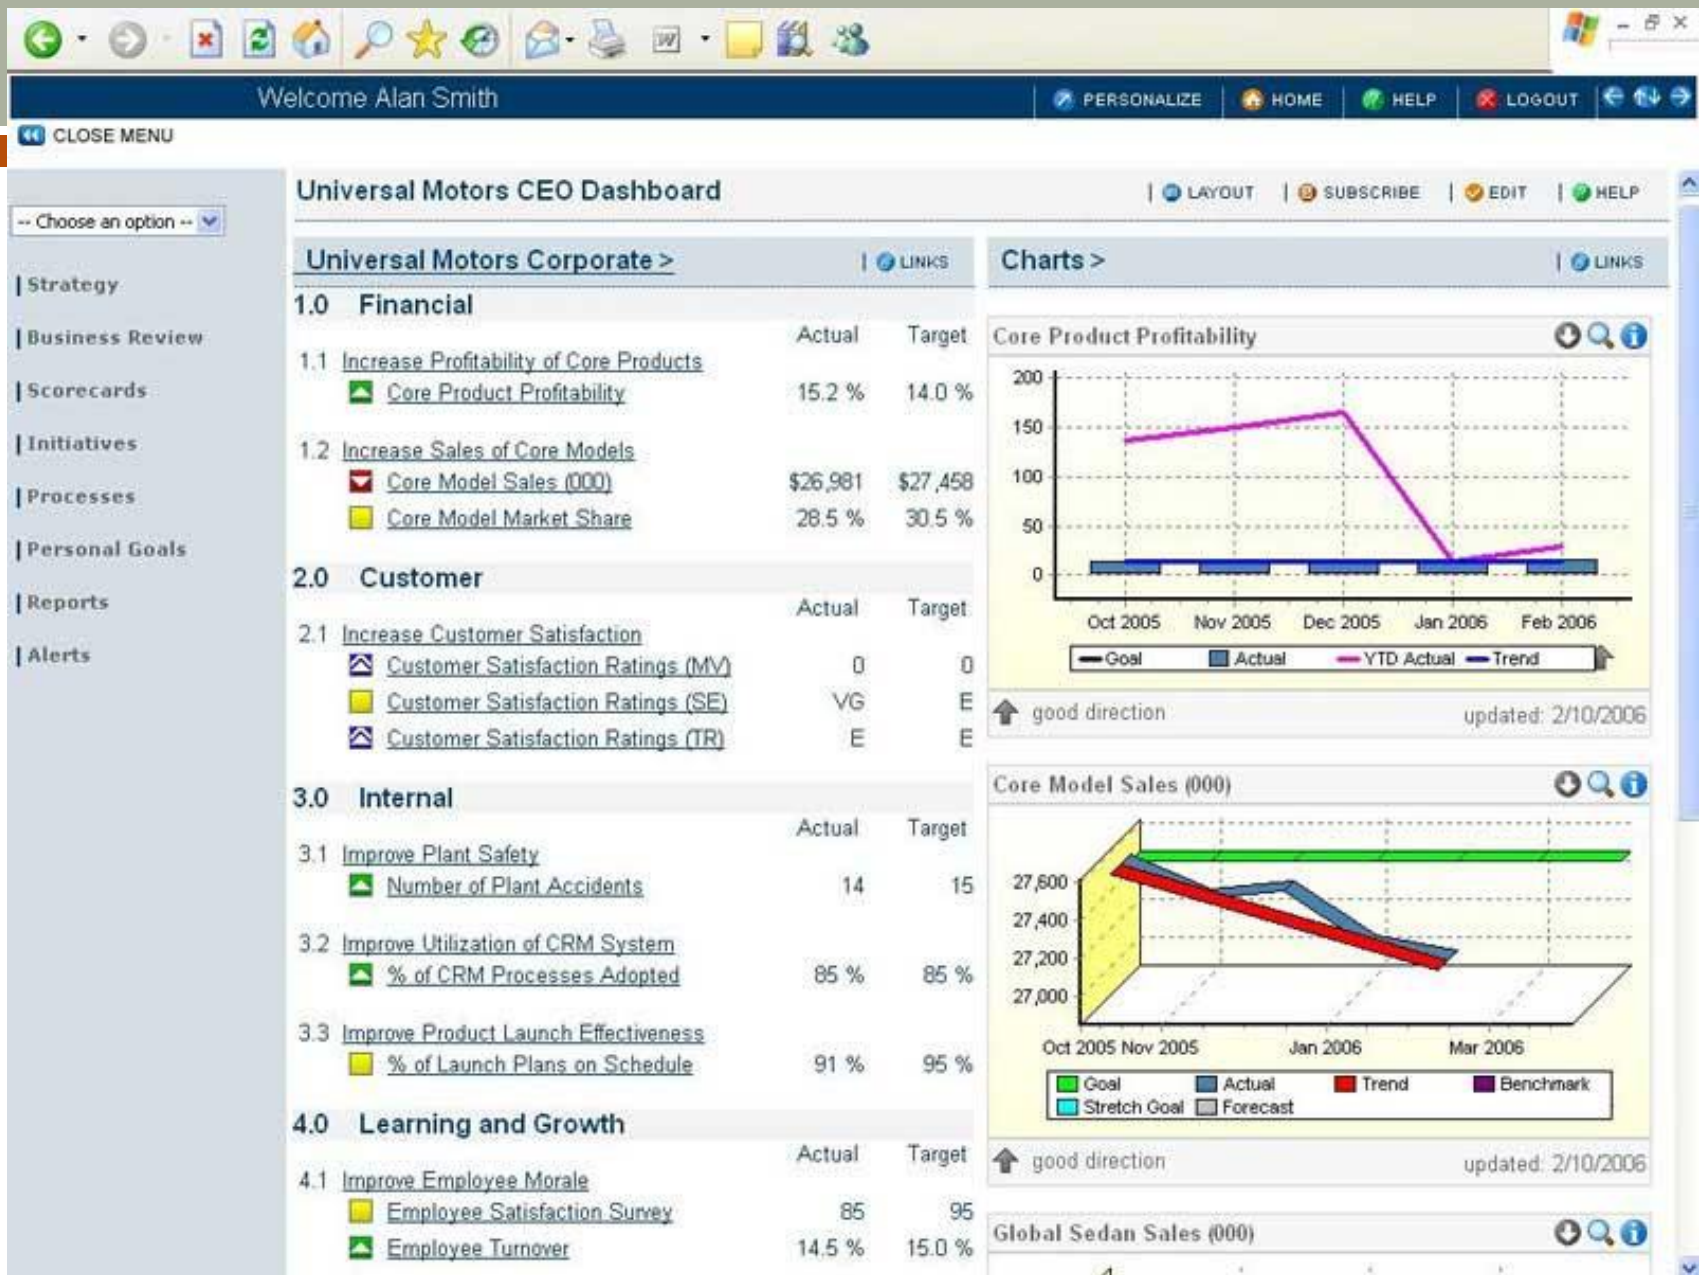 Welcome Alan Smith
PERSONALIZE HOME HELP LOGOUT
CLOSE MENU
-- Choose an option --
Strategy
Business Review
Scorecards
Initiatives
Processes
Personal Goals
Reports
Alerts
Universal Motors CEO Dashboard
LAYOUT | SUBSCRIBE | EDIT | HELP
Universal Motors Corporate > | LINKS
1.0 Financial
Actual Target
1.1 Increase Profitability of Core Products
Core Product Profitability 15.2 % 14.0 %
1.2 Increase Sales of Core Models
Core Model Sales (000) $26,981 $27,458
Core Model Market Share 28.5 % 30.5 %
2.0 Customer
Actual Target
2.1 Increase Customer Satisfaction
Customer Satisfaction Ratings (MV) 0 0
Customer Satisfaction Ratings (SE) VG E
Customer Satisfaction Ratings (TR) E E
3.0 Internal
Actual Target
3.1 Improve Plant Safety
Number of Plant Accidents 14 15
3.2 Improve Utilization of CRM System
% of CRM Processes Adopted 85 % 85 %
3.3 Improve Product Launch Effectiveness
% of Launch Plans on Schedule 91 % 95 %
4.0 Learning and Growth
Actual Target
4.1 Improve Employee Morale
Employee Satisfaction Survey 85 95
Employee Turnover 14.5 % 15.0 %
Charts > | LINKS
Core Product Profitability
200
150
100
50
0
Oct 2005 Nov 2005 Dec 2005 Jan 2006 Feb 2006
Goal Actual YTD Actual Trend
good direction updated: 2/10/2006
Core Model Sales (000)
27,600
27,400
27,200
27,000
Oct 2005 Nov 2005 Jan 2006 Mar 2006
Goal Actual Trend Benchmark
Stretch Goal Forecast
good direction updated: 2/10/2006
Global Sedan Sales (000)